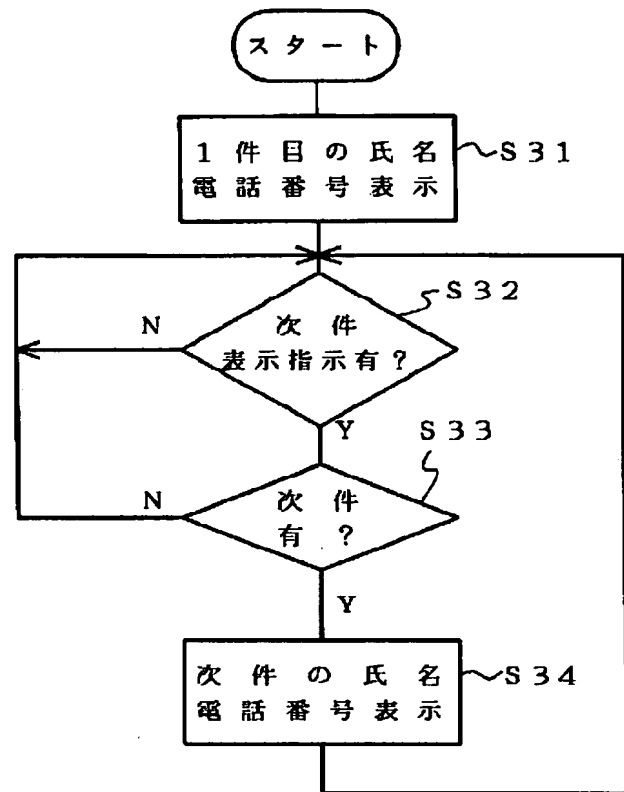 スタート
1件目の氏名
電話番号表示
S31
S32
次件
表示指示有?
N
Y
S33
次件
有?
N
Y
次件の氏名
電話番号表示
S34